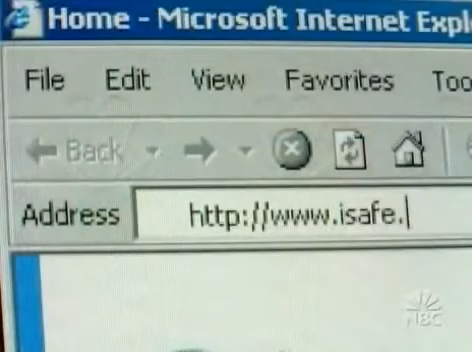 Home - Microsoft Internet Expl
File Edit View Favorites Too
Back
Address http://www.isafe.
NBC